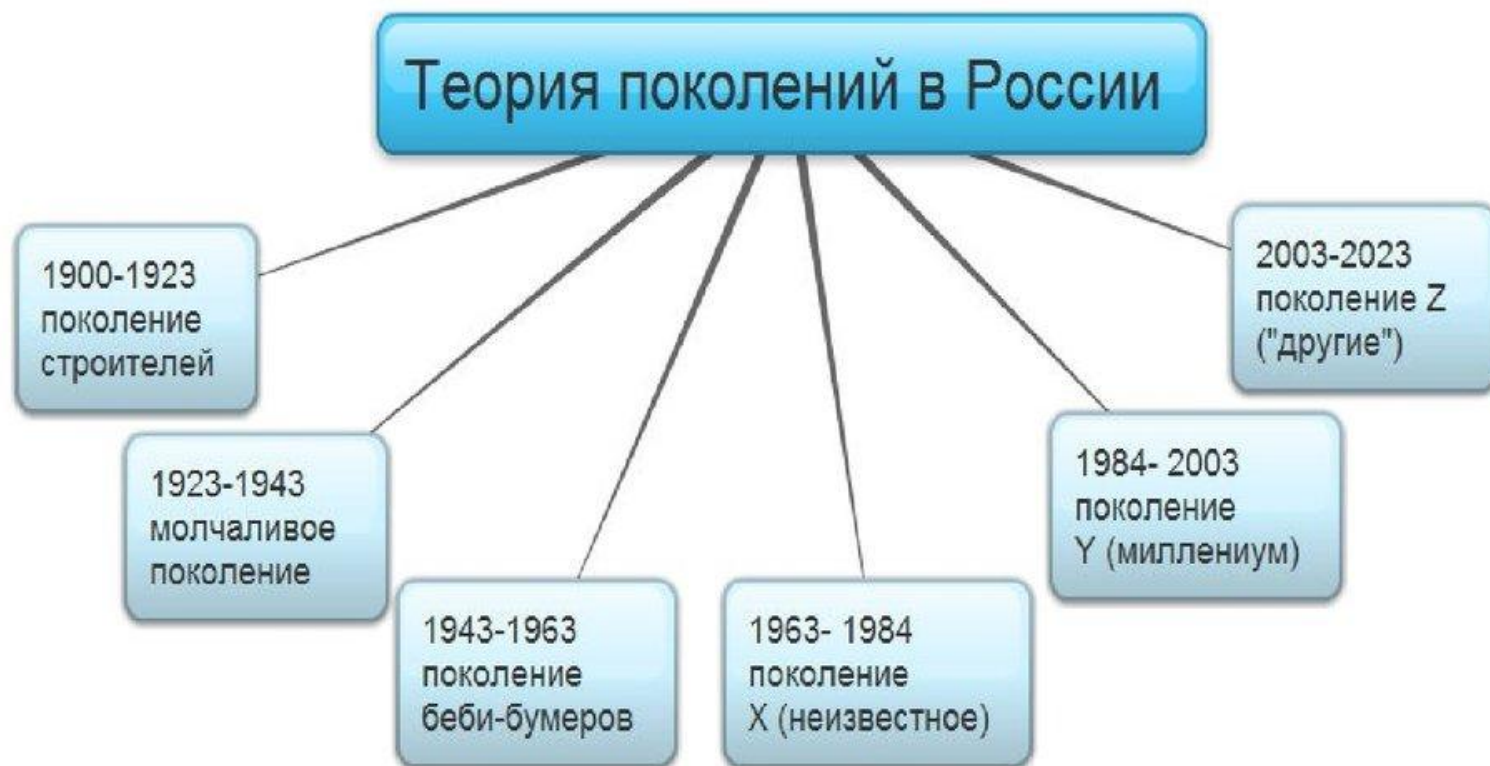 Теория поколений в России
1900-1923
поколение
строителей
1923-1943
молчаливое
поколение
1943-1963
поколение
беби-бумеров
1963- 1984
поколение
X (неизвестное)
1984- 2003
поколение
Y (миллениум)
2003-2023
поколение Z
("другие")